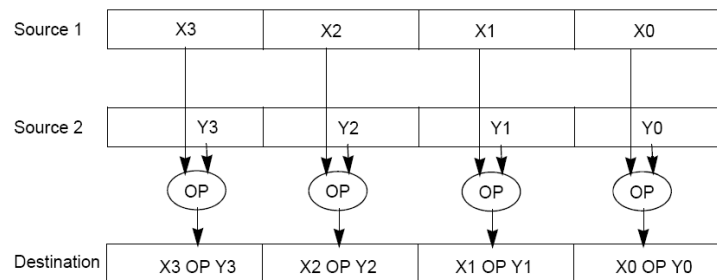 Source 1 X3 X2 X1 X0
Source 2 Y3 Y2 Y1 Y0
OP OP OP OP
Destination X3 OP Y3 X2 OP Y2 X1 OP Y1 X0 OP Y0